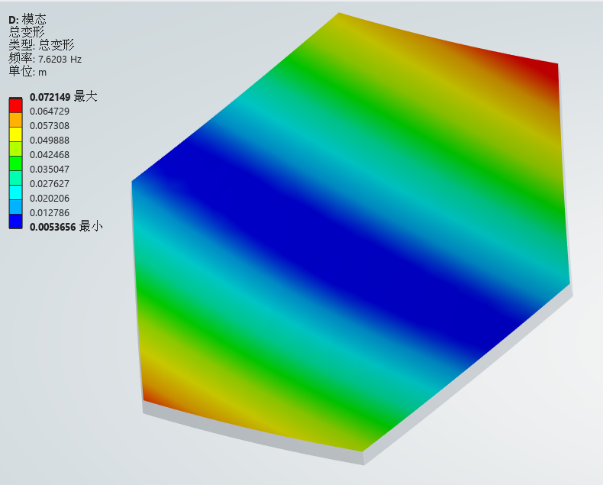 D: 模态
总变形
类型: 总变形
频率: 7.6203 Hz
单位: m
0.072149 最大
0.064729
0.057308
0.049888
0.042468
0.035047
0.027627
0.020206
0.012786
0.0053656 最小